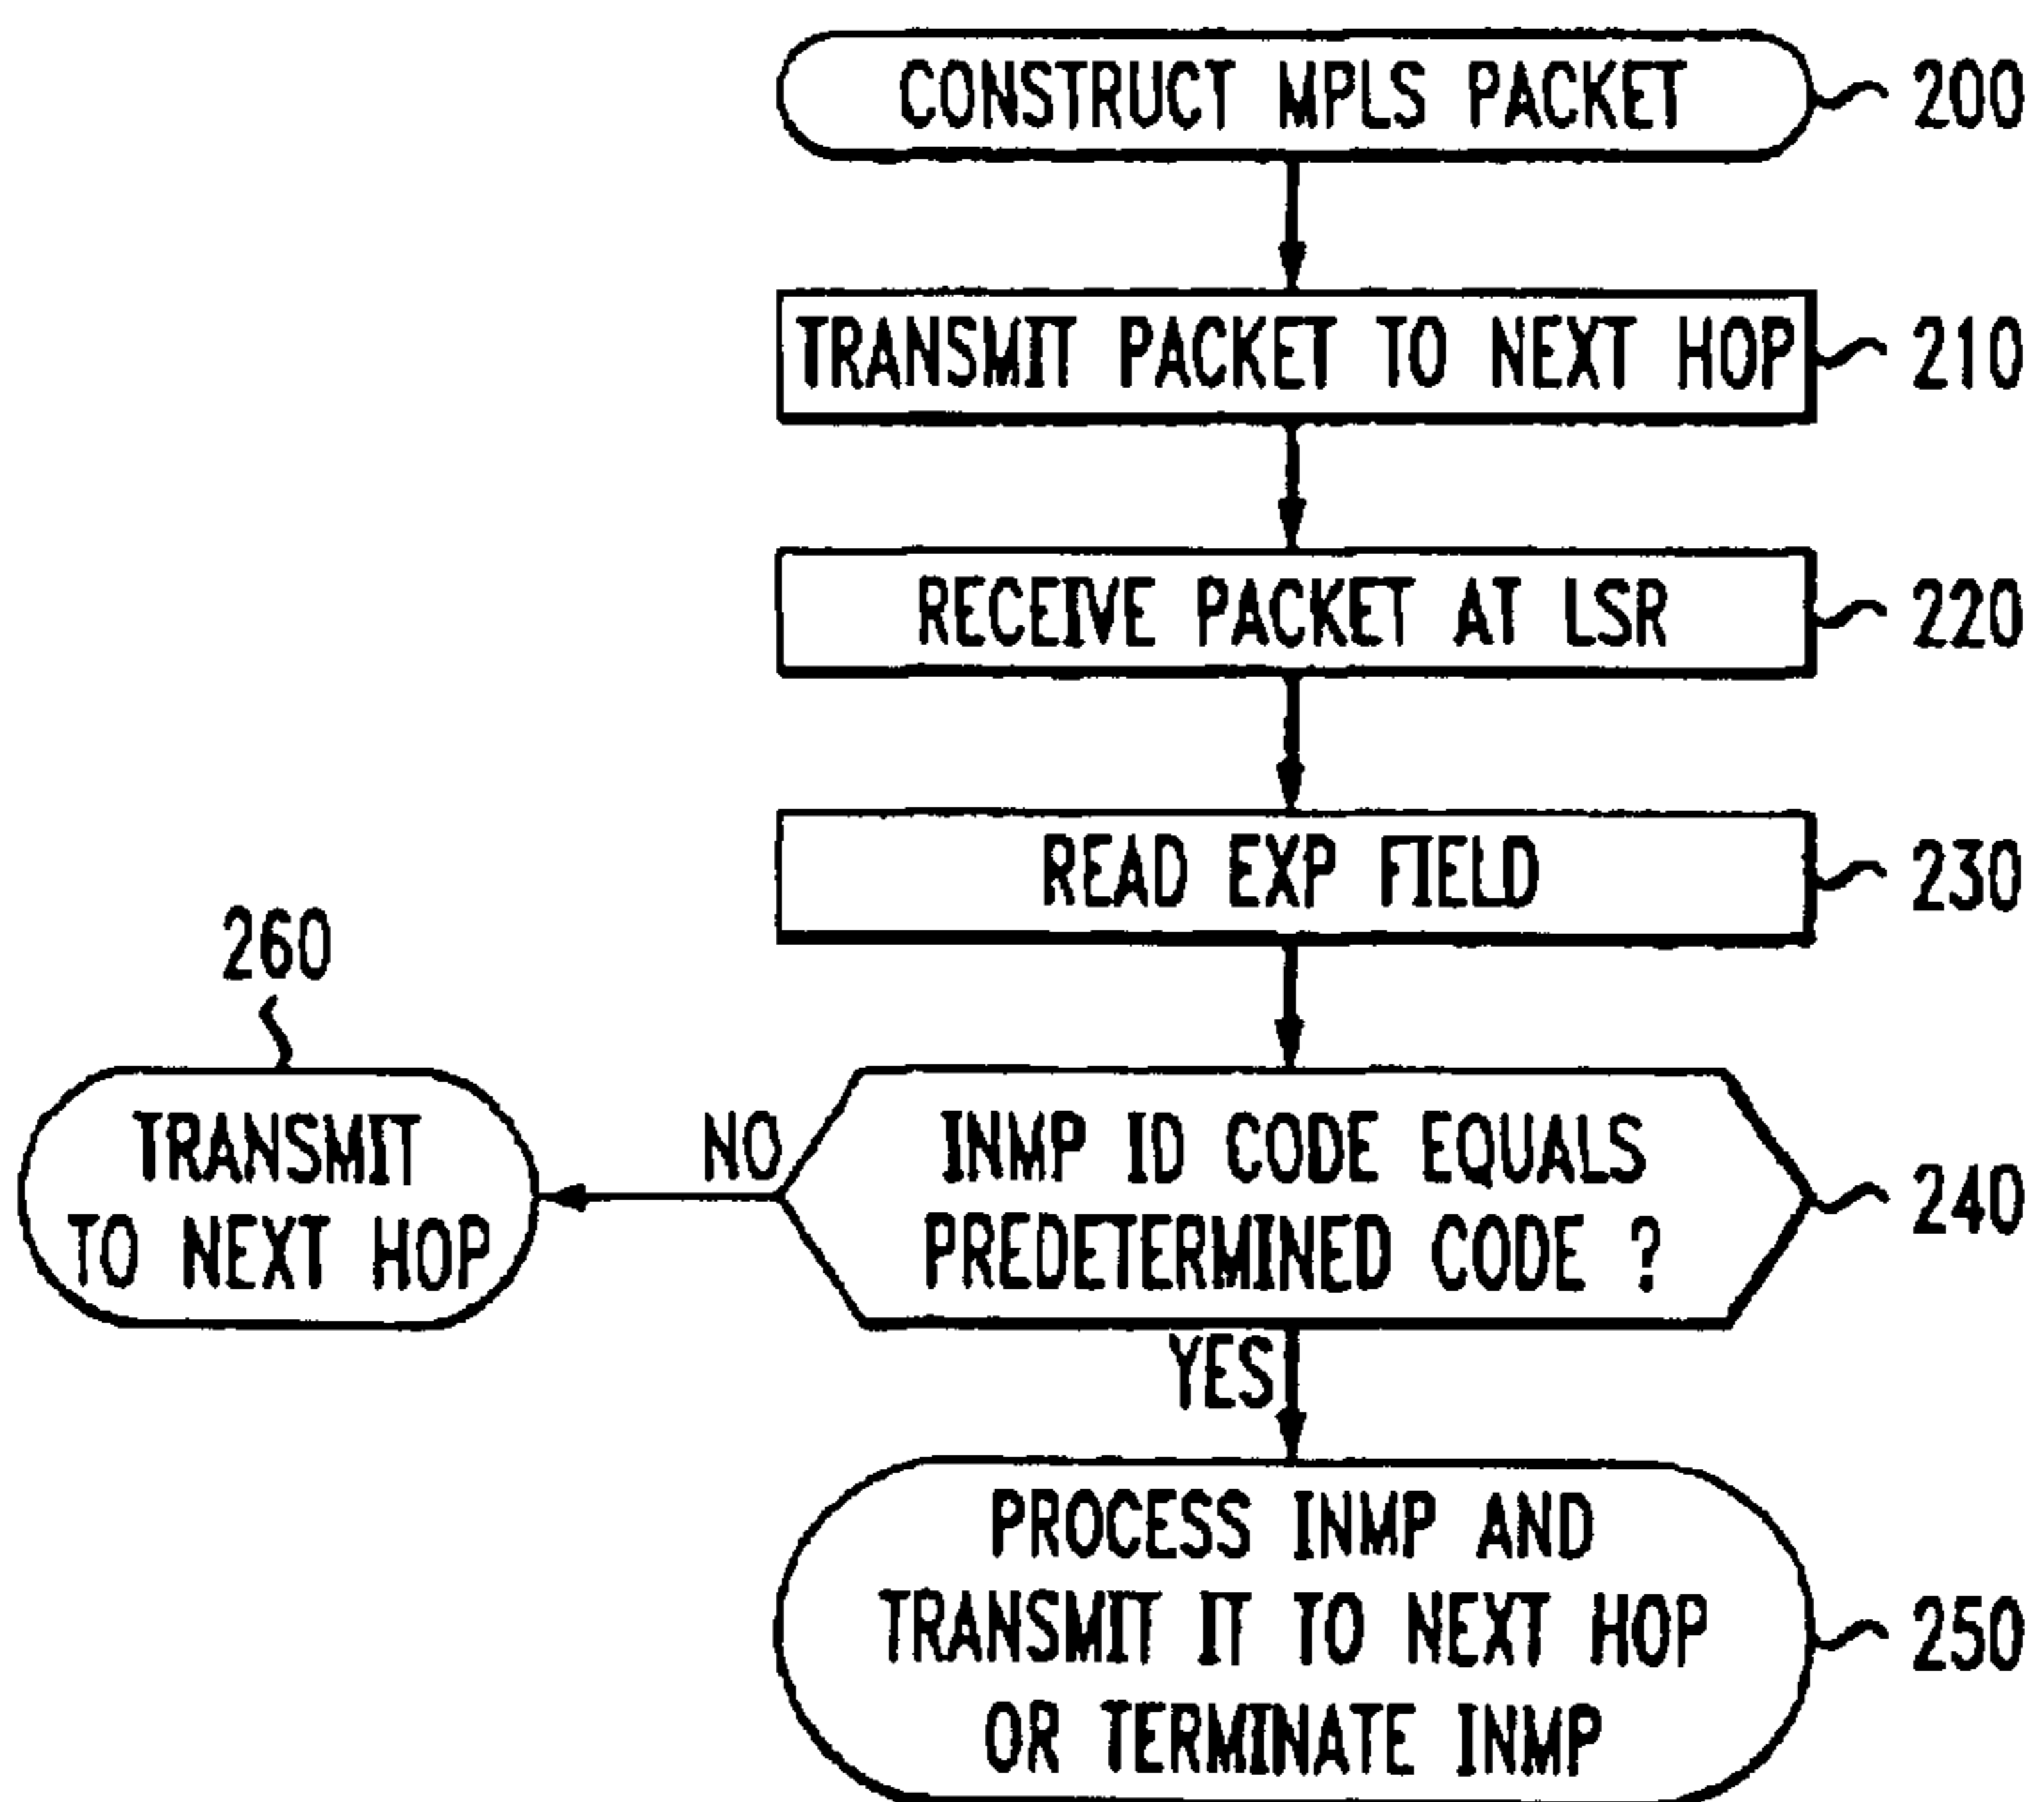 CONSTRUCT MPLS PACKET
200
TRANSMIT PACKET TO NEXT HOP
210
RECEIVE PACKET AT LSR
220
READ EXP FIELD
230
260
TRANSMIT
TO NEXT HOP
NO
INMP ID CODE EQUALS
PREDETERMINED CODE ?
240
YES
PROCESS INMP AND
TRANSMIT IT TO NEXT HOP
OR TERMINATE INMP
250